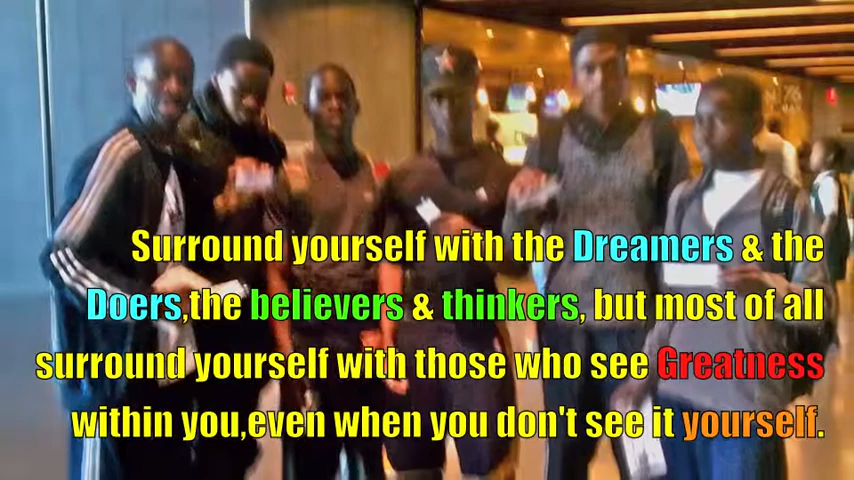 Surround yourself with the Dreamers & the
Doers,the believers & thinkers, but most of all
surround yourself with those who see Greatness
within you,even when you don't see it yourself.